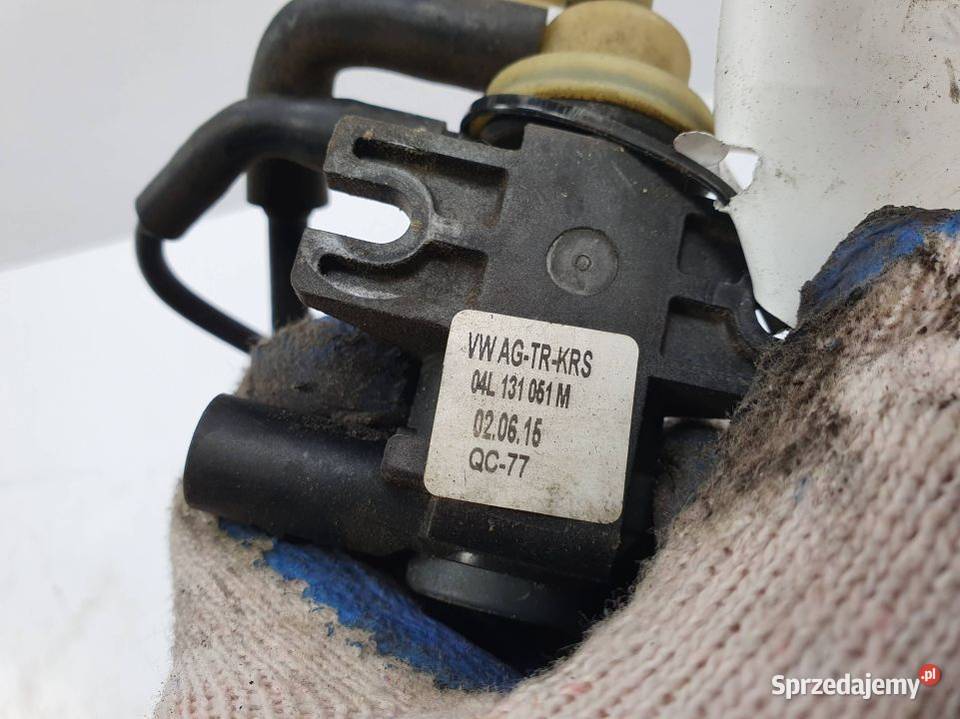 VW AG-TR-KRS
04L 131 051 M
02.06.15
QC-77
Sprzedajemy.pl